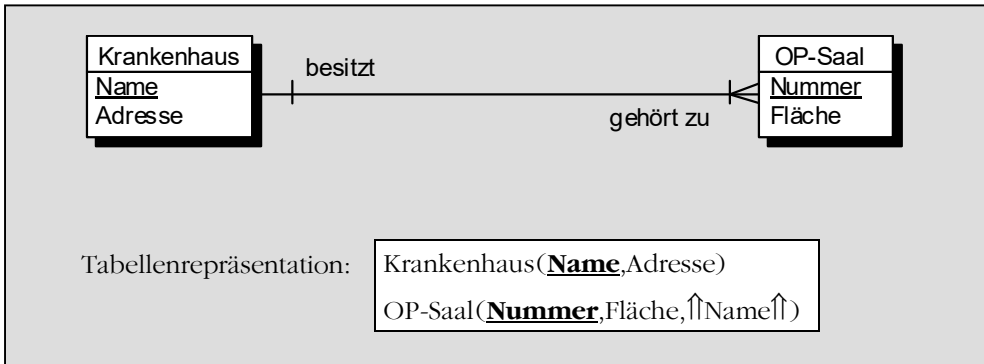 Krankenhaus
Name
Adresse
besitzt
gehört zu
OP-Saal
Nummer
Fläche
Tabellenrepräsentation:
Krankenhaus(Name,Adresse)
OP-Saal(Nummer,Fläche,⇑Name⇑)